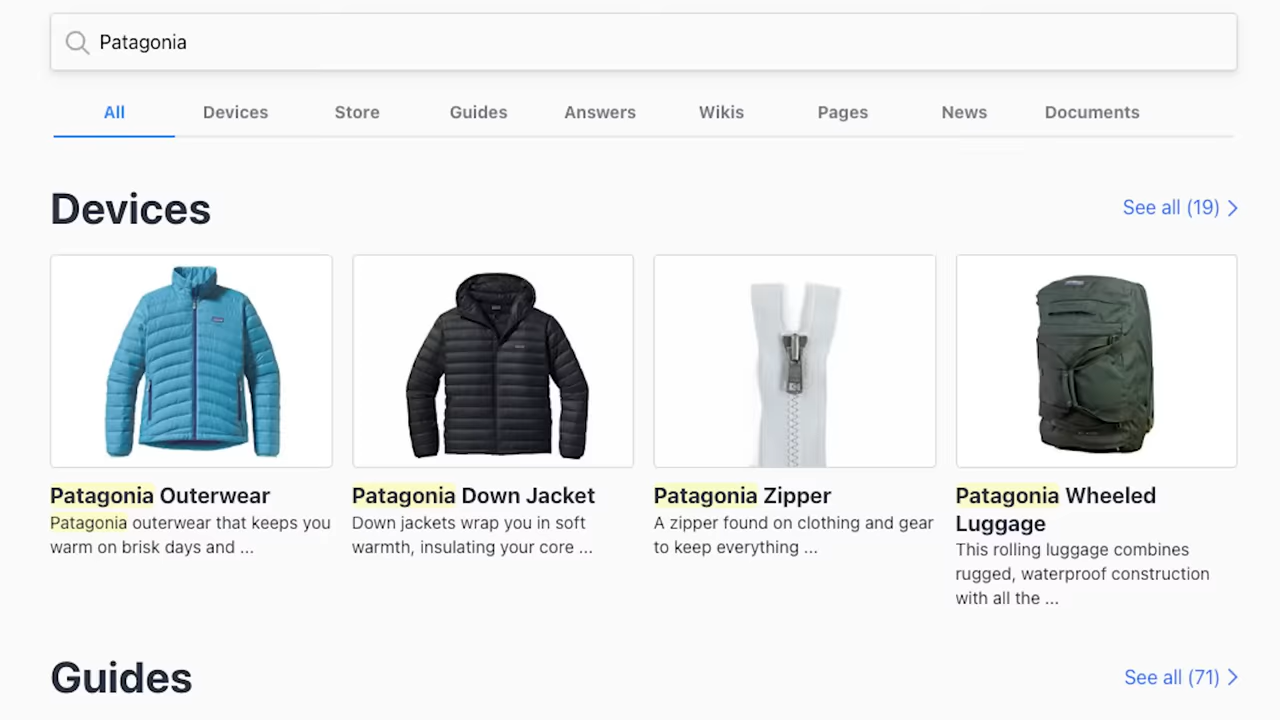 Patagonia
All Devices Store Guides Answers Wikis Pages News Documents
Devices
See all (19)
Patagonia Outerwear
Patagonia outerwear that keeps you
warm on brisk days and ...
Patagonia Down Jacket
Down jackets wrap you in soft
warmth, insulating your core ...
Patagonia Zipper
A zipper found on clothing and gear
to keep everything ...
Patagonia Wheeled
Luggage
This rolling luggage combines
rugged, waterproof construction
with all the ...
Guides
See all (71)